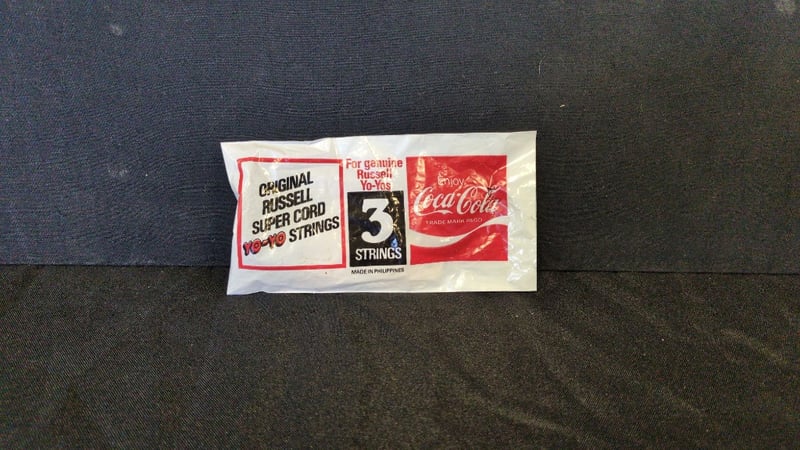 ORIGINAL
RUSSELL
SUPER CORD
YO-YO STRINGS
For genuine
Russell
Yo-Yos
3
STRINGS
MADE IN PHILIPPINES
Enjoy
Coca-Cola
TRADE MARK REGD